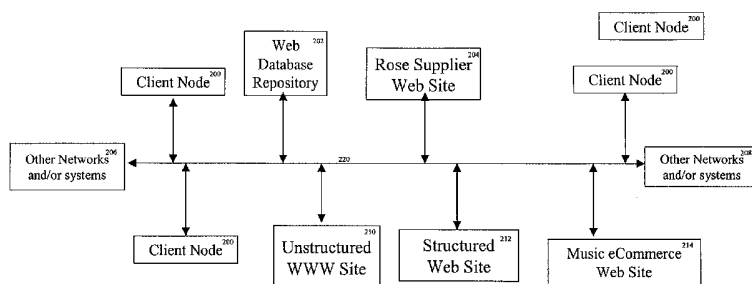 Client Node 200
Web 202
Database
Repository
Rose Supplier 204
Web Site
Client Node 200
Client Node 200
Other Networks 206
and/or systems
220
Other Networks 208
and/or systems
Client Node 200
Unstructured 210
WWW Site
Structured 212
Web Site
Music eCommerce 214
Web Site